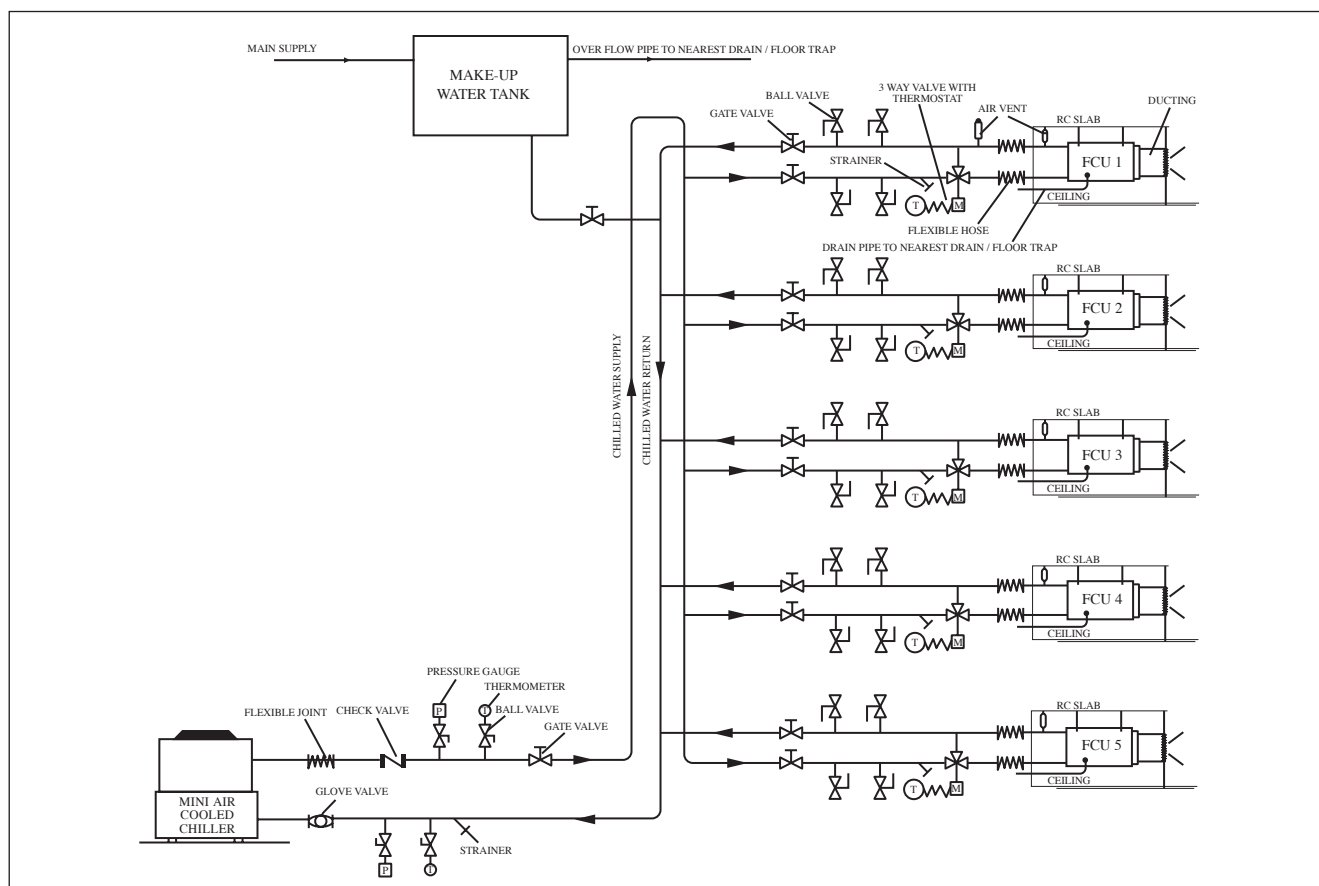 MAIN SUPPLY
MAKE-UP
WATER TANK
OVER FLOW PIPE TO NEAREST DRAIN / FLOOR TRAP
GATE VALVE
BALL VALVE
3 WAY VALVE WITH
THERMOSTAT
AIR VENT
RC SLAB
DUCTING
STRAINER
FCU 1
T
M
CEILING
FLEXIBLE HOSE
DRAIN PIPE TO NEAREST DRAIN / FLOOR TRAP
RC SLAB
FCU 2
T
M
CEILING
CHILLED WATER SUPPLY
CHILLED WATER RETURN
RC SLAB
FCU 3
T
M
CEILING
RC SLAB
FCU 4
T
M
CEILING
RC SLAB
FCU 5
T
M
CEILING
PRESSURE GAUGE
THERMOMETER
P
T
FLEXIBLE JOINT
CHECK VALVE
BALL VALVE
GATE VALVE
MINI AIR
COOLED
CHILLER
GLOVE VALVE
STRAINER
P
T